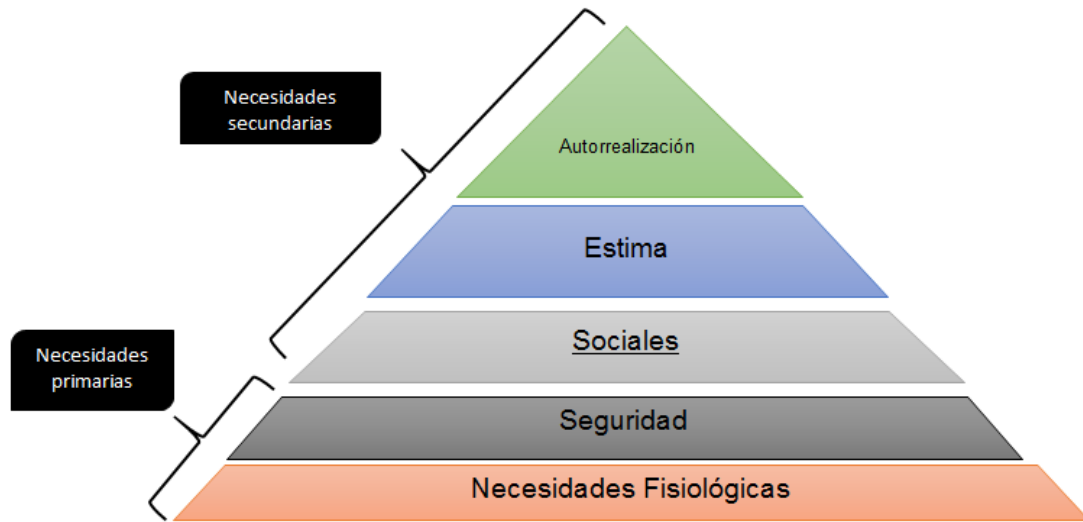 Necesidades
secundarias
Autorrealización
Estima
Sociales
Necesidades
primarias
Seguridad
Necesidades Fisiológicas